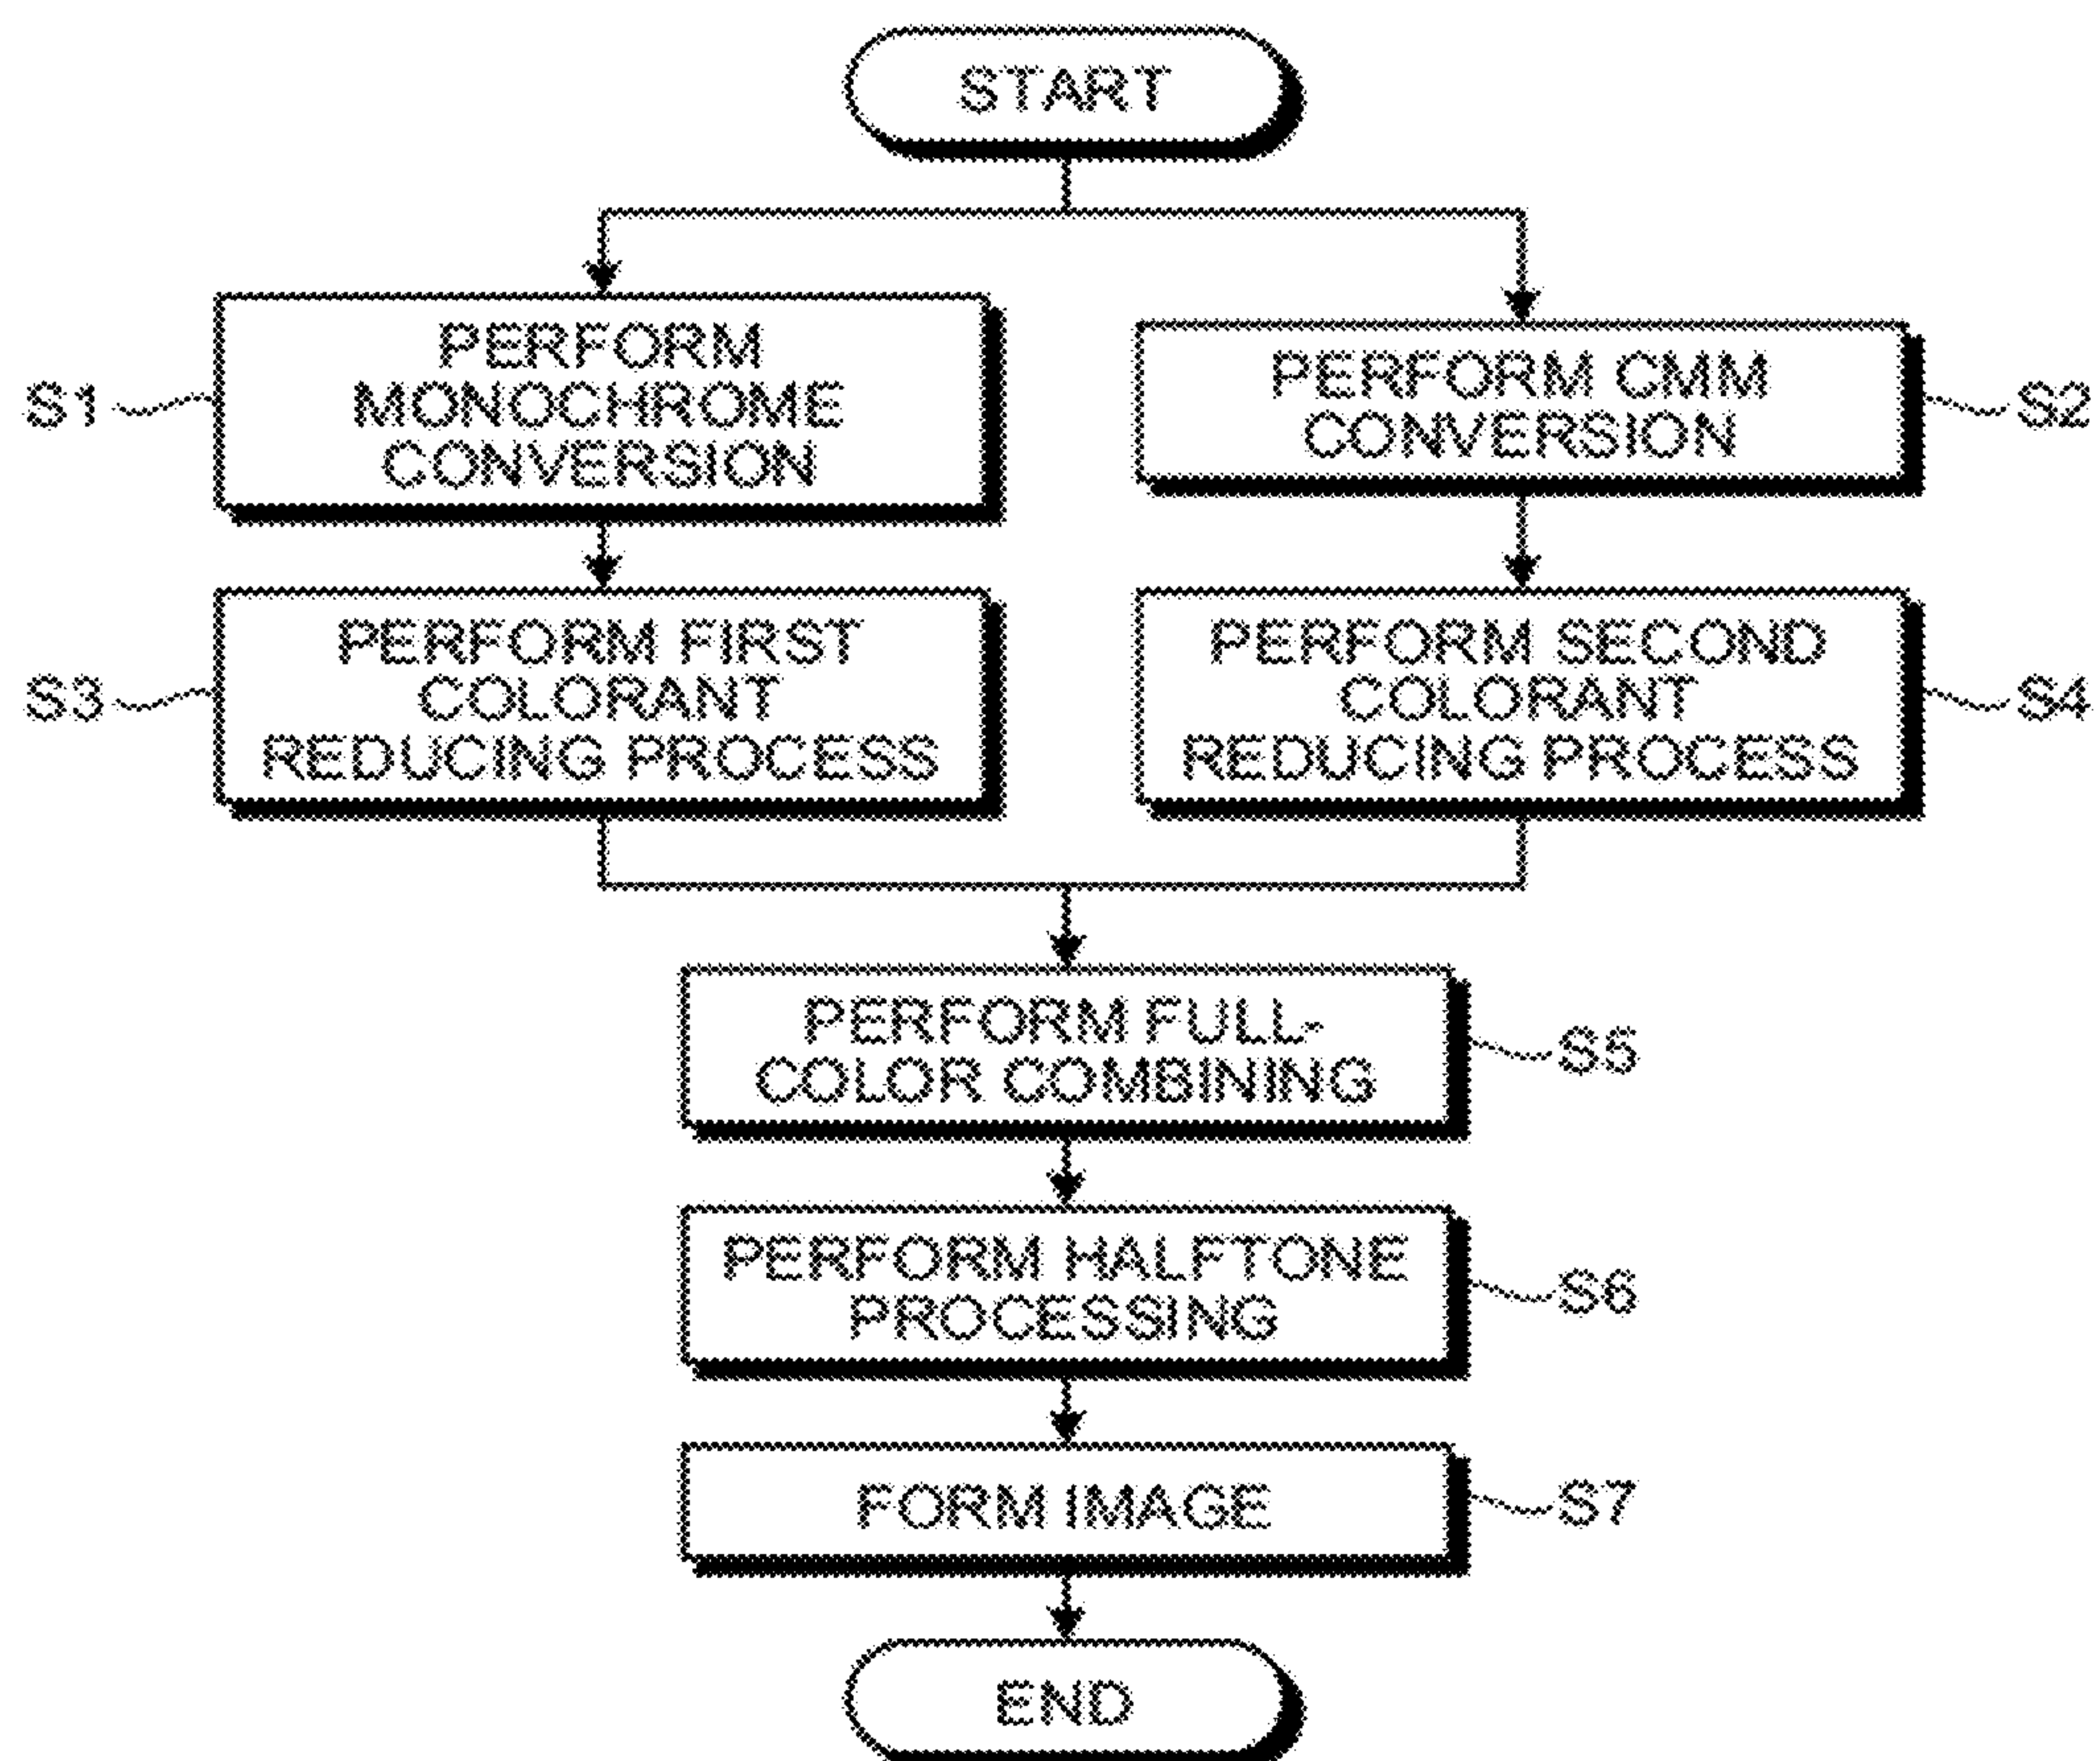 START
S1
PERFORM
MONOCHROME
CONVERSION
PERFORM CMM
CONVERSION
S2
S3
PERFORM FIRST
COLORANT
REDUCING PROCESS
PERFORM SECOND
COLORANT
REDUCING PROCESS
S4
PERFORM FULL-
COLOR COMBINING
S5
PERFORM HALFTONE
PROCESSING
S6
FORM IMAGE
S7
END